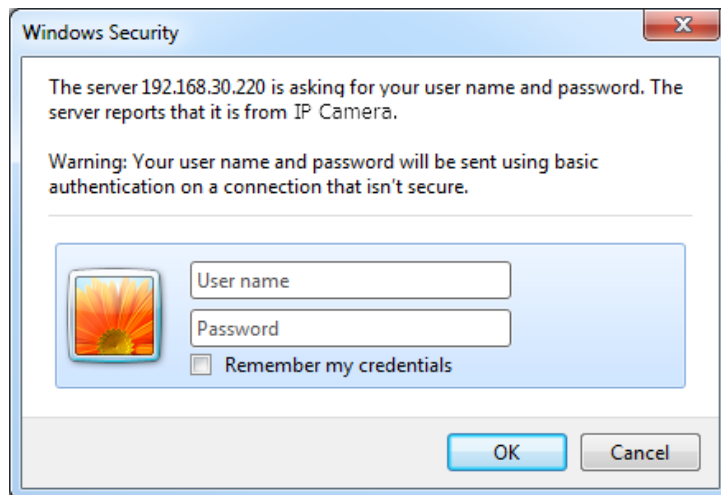 Windows Security
The server 192.168.30.220 is asking for your user name and password. The
server reports that it is from IP Camera.
Warning: Your user name and password will be sent using basic
authentication on a connection that isn't secure.
User name
Password
Remember my credentials
OK Cancel